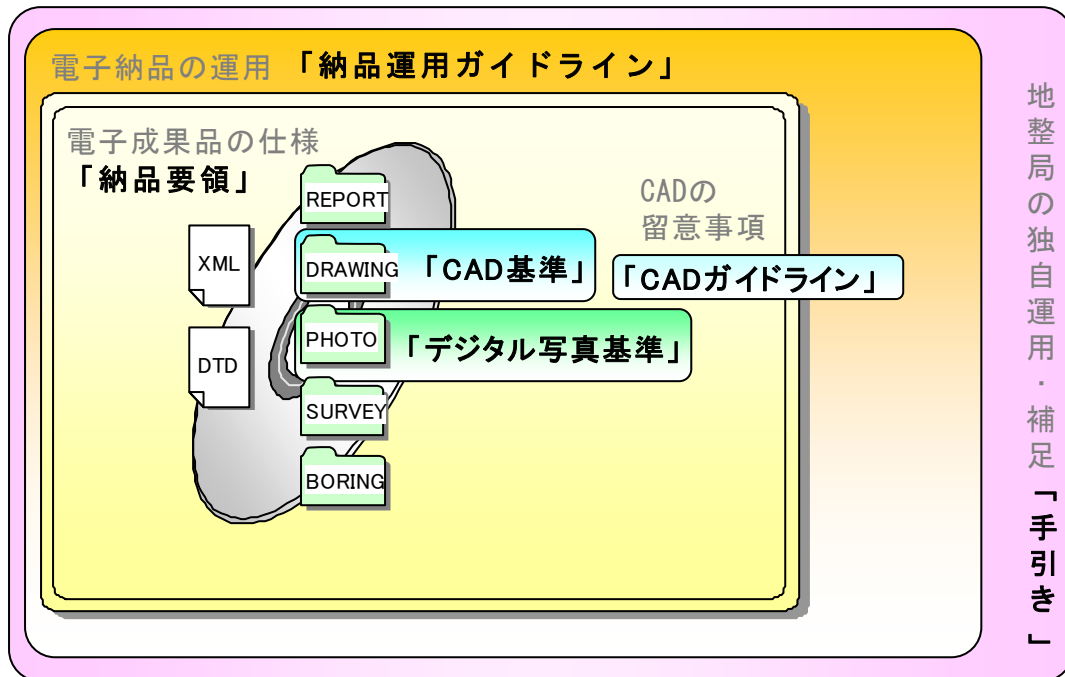 電子納品の運用 「納品運用ガイドライン」
電子成果品の仕様
「納品要領」
REPORT
CADの
留意事項
XML
DRAWING 「CAD基準」
「CADガイドライン」
DTD
PHOTO 「デジタル写真基準」
SURVEY
BORING
地整局の独自運用・補足「手引き」